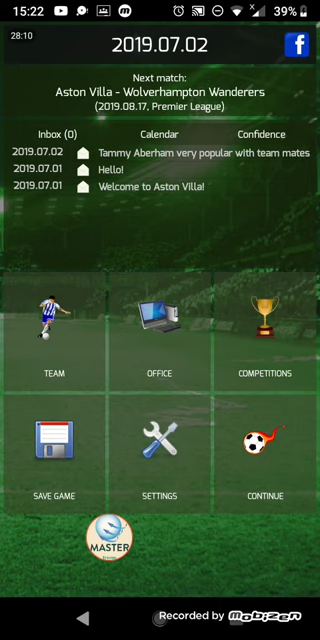 15:22
39%
28:10
2019.07.02
Next match:
Aston Villa - Wolverhampton Wanderers
(2019.08.17, Premier League)
Inbox (0) Calendar Confidence
2019.07.02 Tammy Aberham very popular with team mates
2019.07.01 Hello!
2019.07.01 Welcome to Aston Villa!
TEAM OFFICE COMPETITIONS
SAVE GAME SETTINGS CONTINUE
MASTER
Recorded by mobizen